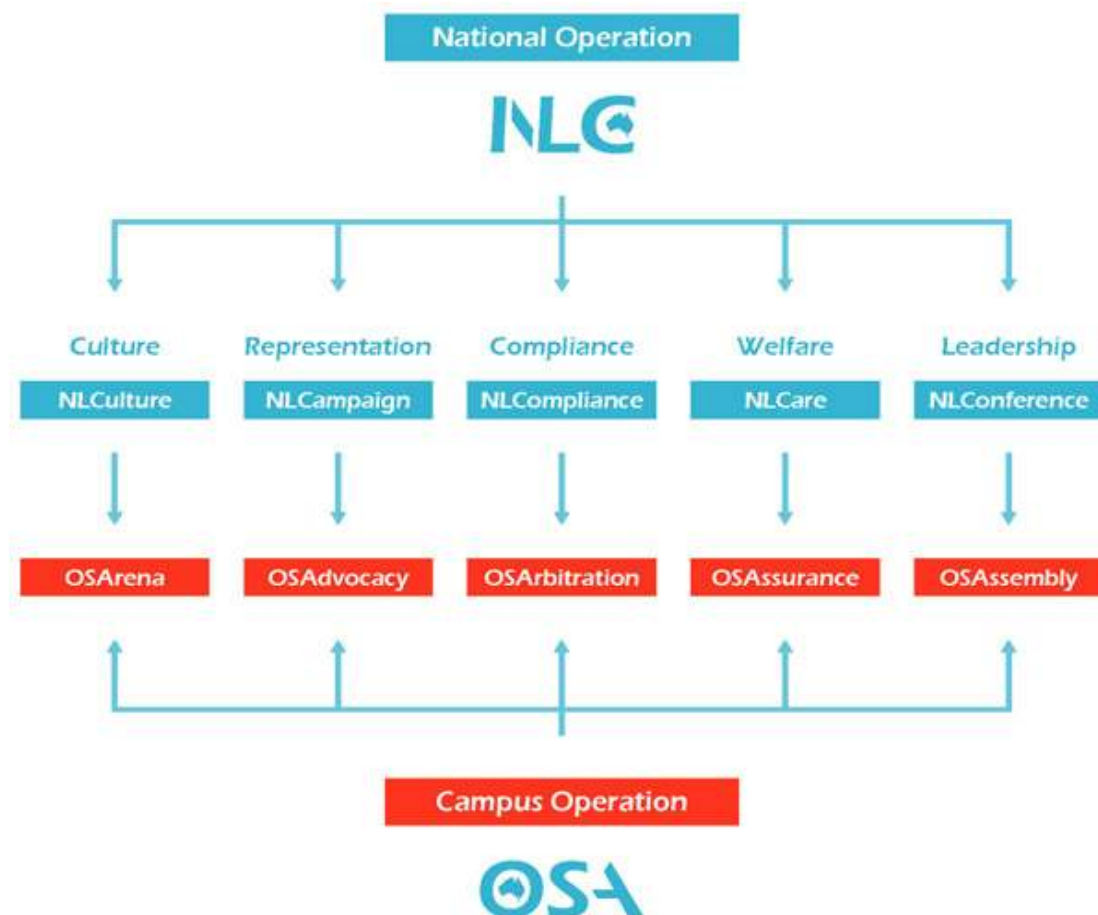 National Operation
NLC
Culture Representation Compliance Welfare Leadership
NLCulture NLCampaign NLCompliance NLCare NLConference
OSArena OSAdvocacy OSArbitration OSAssurance OSAssembly
Campus Operation
OSA